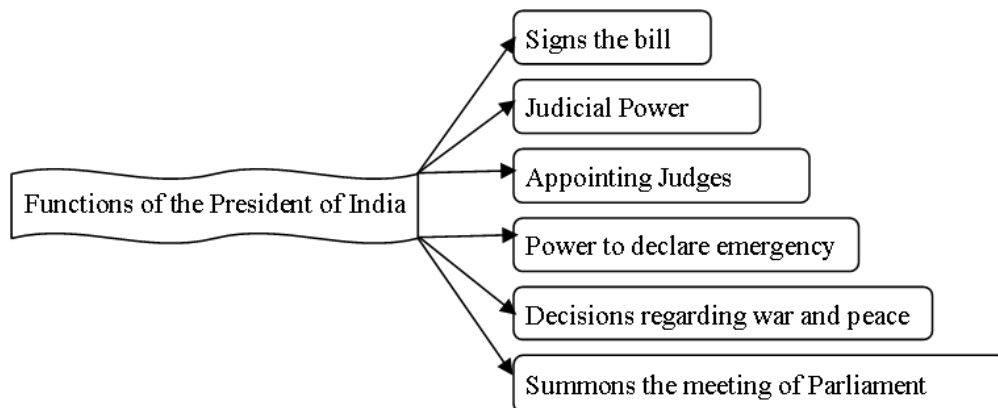 Signs the bill
Judicial Power
Appointing Judges
Functions of the President of India
Power to declare emergency
Decisions regarding war and peace
Summons the meeting of Parliament